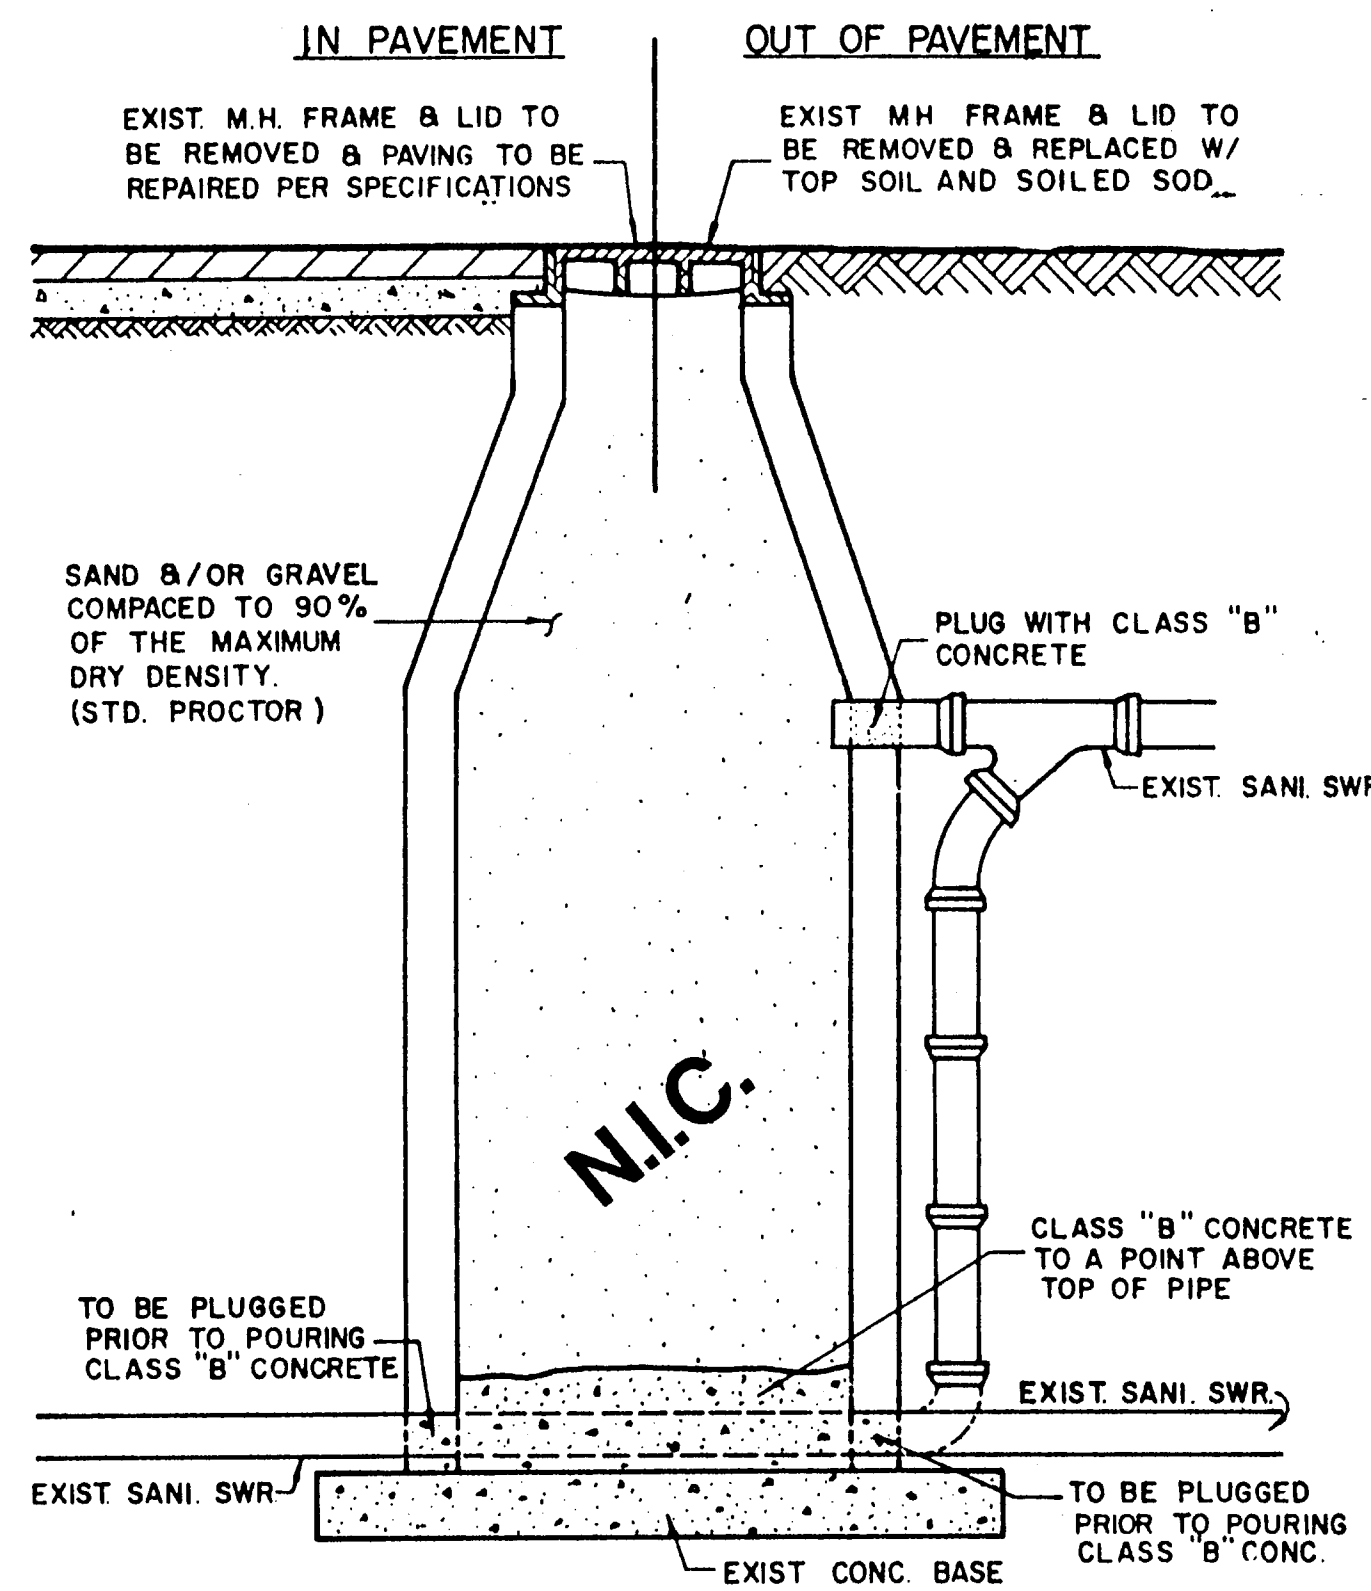 IN PAVEMENT
OUT OF PAVEMENT
EXIST. M.H. FRAME & LID TO
BE REMOVED & PAVING TO BE
REPAIRED PER SPECIFICATIONS
EXIST MH FRAME & LID TO
BE REMOVED & REPLACED W/
TOP SOIL AND SOILED SOD
SAND &/OR GRAVEL
COMPACED TO 90%
OF THE MAXIMUM
DRY DENSITY.
(STD. PROCTOR)
PLUG WITH CLASS "B"
CONCRETE
EXIST. SANI. SWR
N.I.C.
CLASS "B" CONCRETE
TO A POINT ABOVE
TOP OF PIPE
TO BE PLUGGED
PRIOR TO POURING
CLASS "B" CONCRETE
EXIST. SANI. SWR.
EXIST. SANI. SWR
TO BE PLUGGED
PRIOR TO POURING
CLASS "B" CONC.
EXIST CONC. BASE